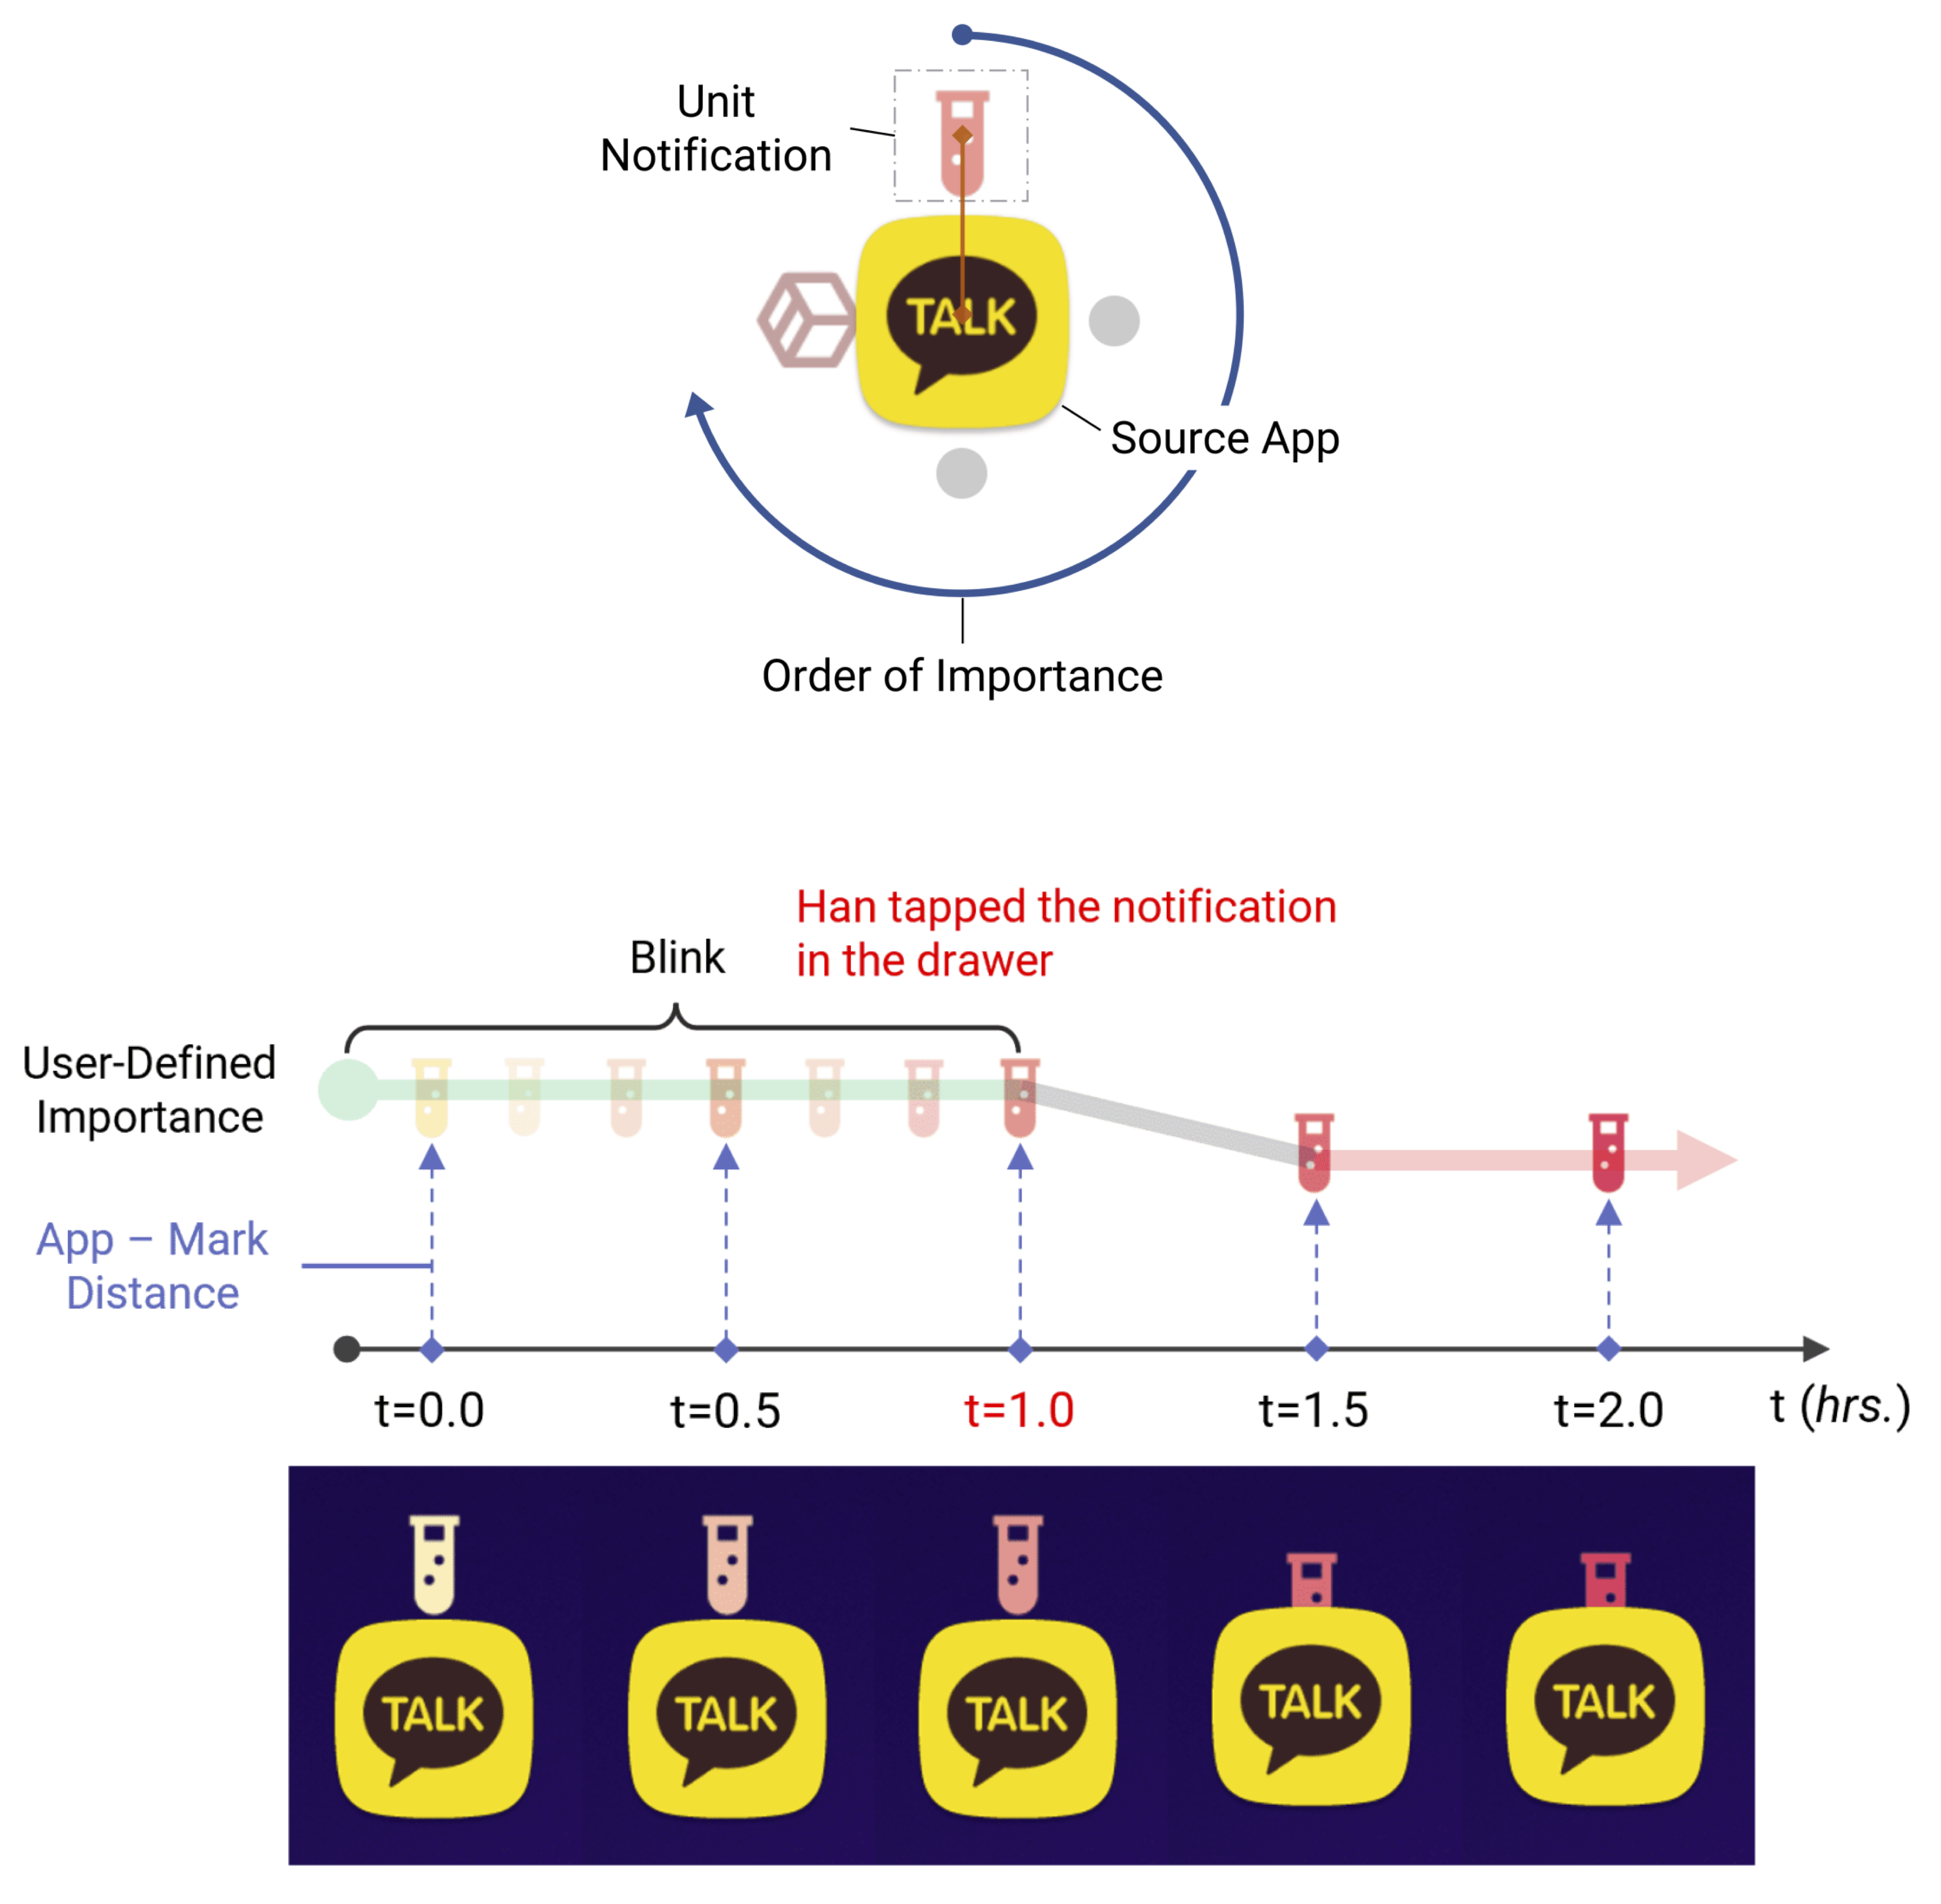 Unit
Notification
TALK
Source App
Order of Importance
Han tapped the notification
in the drawer
Blink
User-Defined
Importance
App – Mark
Distance
t=0.0 t=0.5 t=1.0 t=1.5 t=2.0 t (hrs.)
TALK TALK TALK TALK TALK